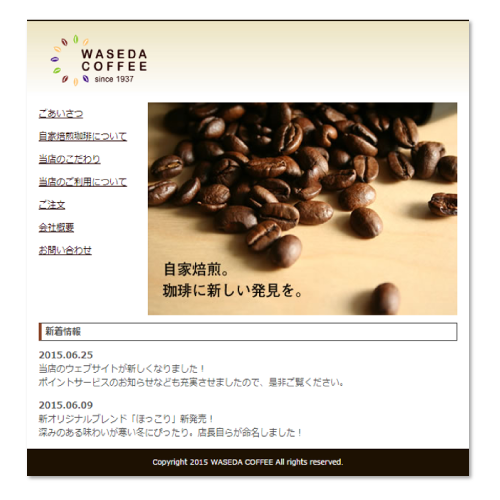 WASEDA
COFFEE
since 1937
ごあいさつ
自家焙煎珈琲について
当店のこだわり
当店のご利用について
ご注文
会社概要
お問い合わせ
自家焙煎。
珈琲に新しい発見を。
新着情報
2015.06.25
当店のウェブサイトが新しくなりました！
ポイントサービスのお知らせなども充実させましたので、是非ご覧ください。
2015.06.09
新オリジナルブレンド「ほっこり」新発売！
深みのある味わいが寒い冬にぴったり。店長自らが命名しました！
Copyright 2015 WASEDA COFFEE All rights reserved.